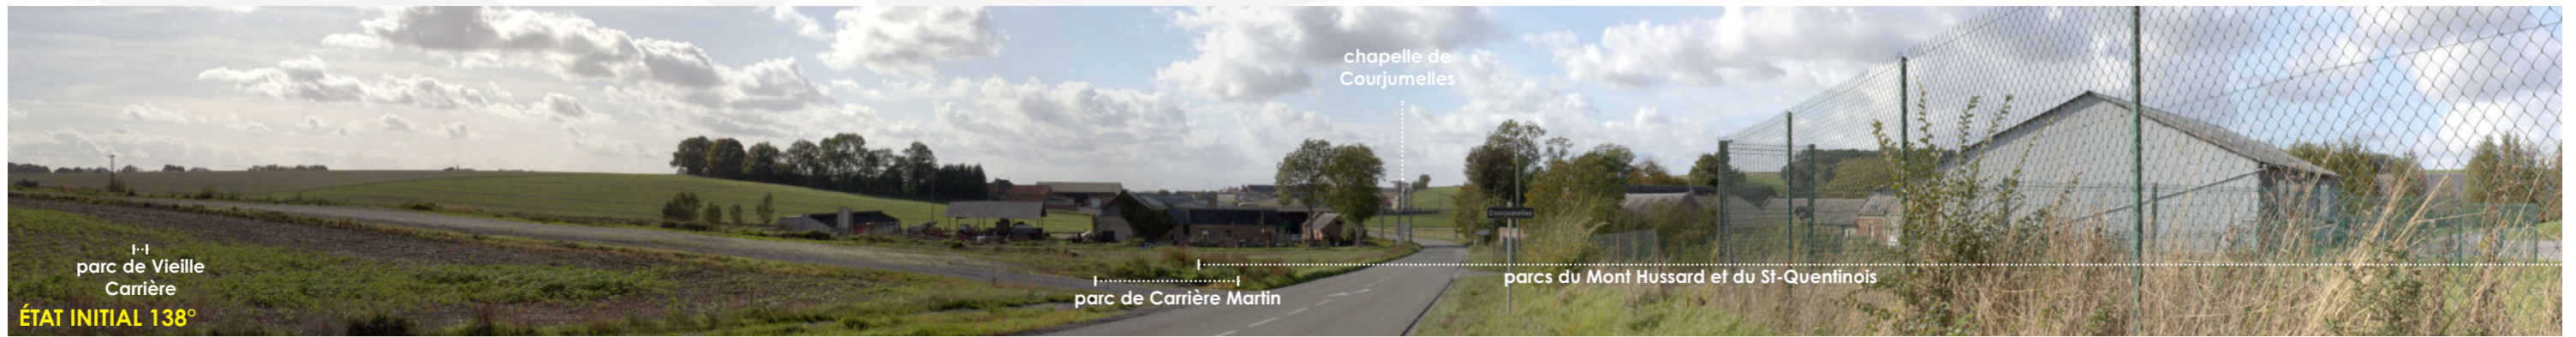 chapelle de
Courjumelles
Courjumelles
parc de Vieille
Carrière
parc de Carrière Martin
parcs du Mont Hussard et du St-Quentinois
ÉTAT INITIAL 138°